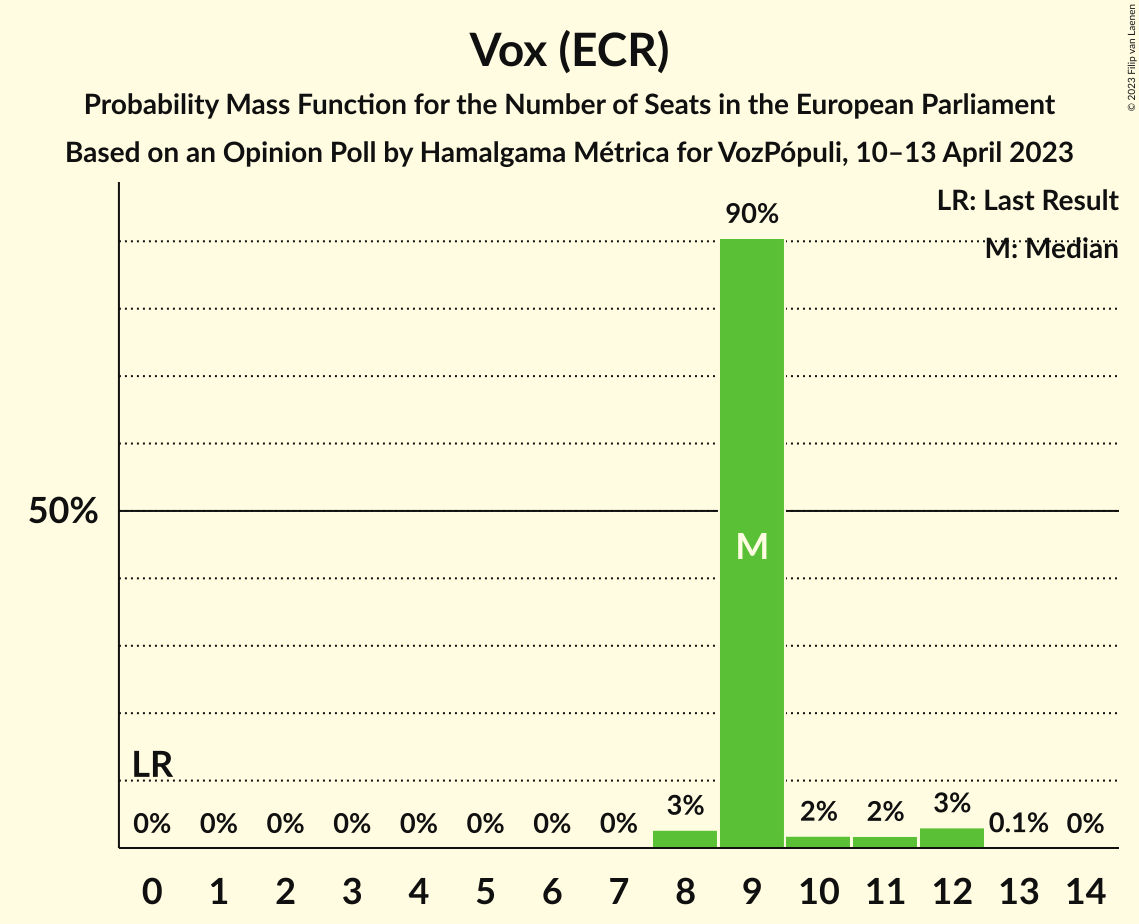 Vox (ECR)
Probability Mass Function for the Number of Seats in the European Parliament
Based on an Opinion Poll by Hamalgama Métrica for VozPópuli, 10–13 April 2023
© 2023 Filip van Laenen
LR: Last Result
M: Median
90%
50%
M
LR
0% 0% 0% 0% 0% 0% 0% 0% 3% 2% 2% 3% 0.1% 0%
0 1 2 3 4 5 6 7 8 9 10 11 12 13 14